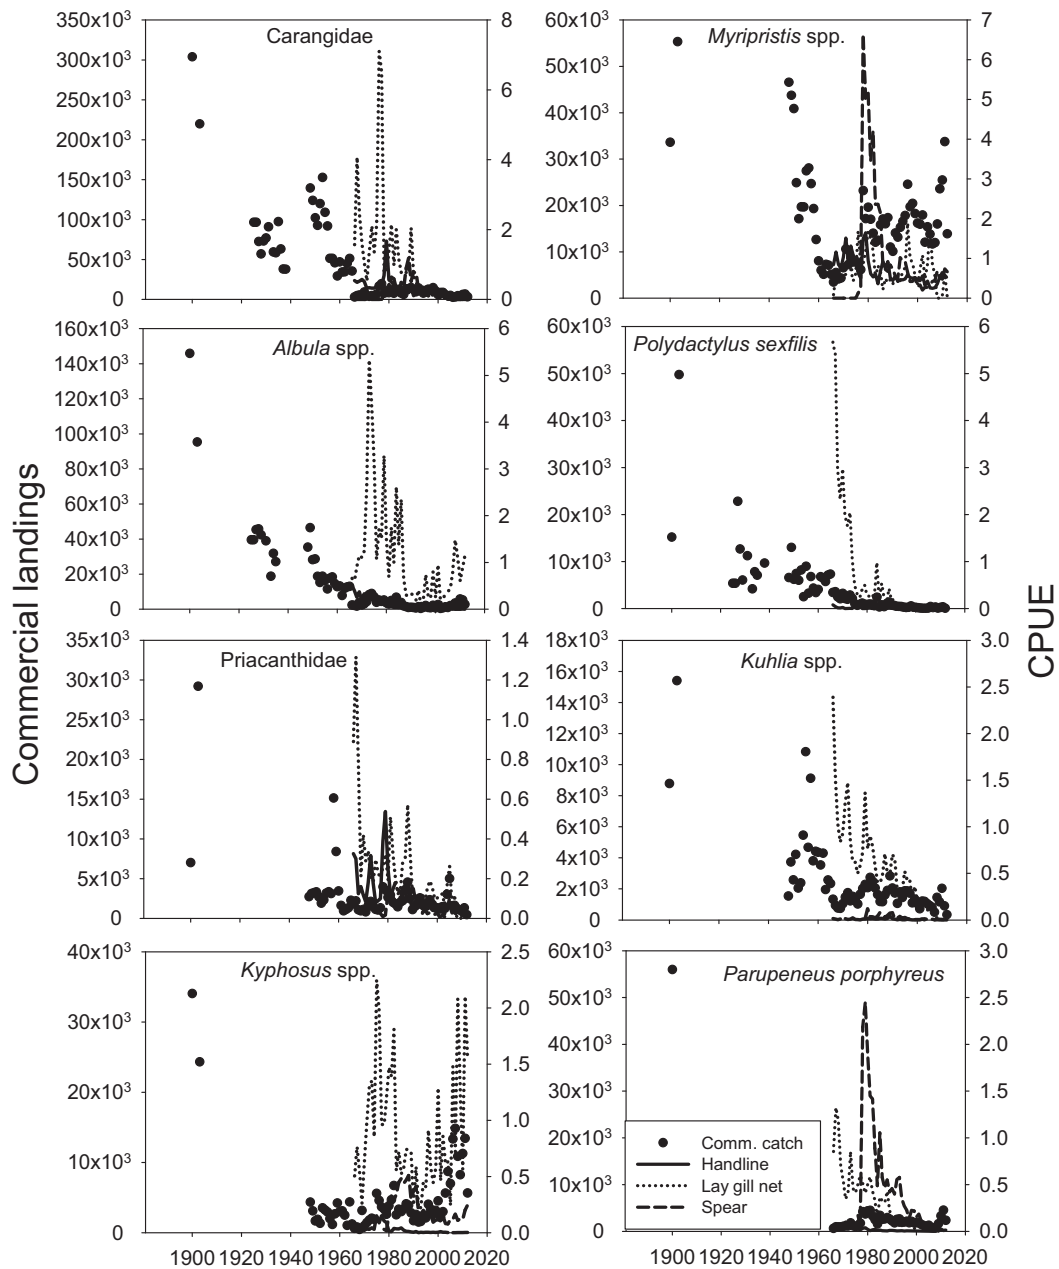 Commercial landings
CPUE
Carangidae
350x10³
300x10³
250x10³
200x10³
150x10³
100x10³
50x10³
0
8
6
4
2
0
Myripristis spp.
60x10³
50x10³
40x10³
30x10³
20x10³
10x10³
0
7
6
5
4
3
2
1
0
Albula spp.
160x10³
140x10³
120x10³
100x10³
80x10³
60x10³
40x10³
20x10³
0
6
5
4
3
2
1
0
Polydactylus sexfilis
60x10³
50x10³
40x10³
30x10³
20x10³
10x10³
0
6
5
4
3
2
1
0
Priacanthidae
35x10³
30x10³
25x10³
20x10³
15x10³
10x10³
5x10³
0
1.4
1.2
1.0
0.8
0.6
0.4
0.2
0.0
Kuhlia spp.
18x10³
16x10³
14x10³
12x10³
10x10³
8x10³
6x10³
4x10³
2x10³
0
3.0
2.5
2.0
1.5
1.0
0.5
0.0
Kyphosus spp.
40x10³
30x10³
20x10³
10x10³
0
2.5
2.0
1.5
1.0
0.5
0.0
1900 1920 1940 1960 1980 2000 2020
Parupeneus porphyreus
60x10³
50x10³
40x10³
30x10³
20x10³
10x10³
0
3.0
2.5
2.0
1.5
1.0
0.5
0.0
Comm. catch
Handline
Lay gill net
Spear
1900 1920 1940 1960 1980 2000 2020